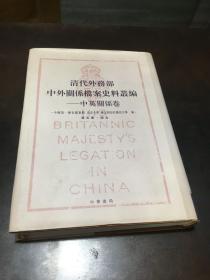 清代外務部
中外關係檔案史料叢編
——中英關係卷
BRITANNIC
MAJESTY'S
LEGATION
IN
CHINA
中華書局